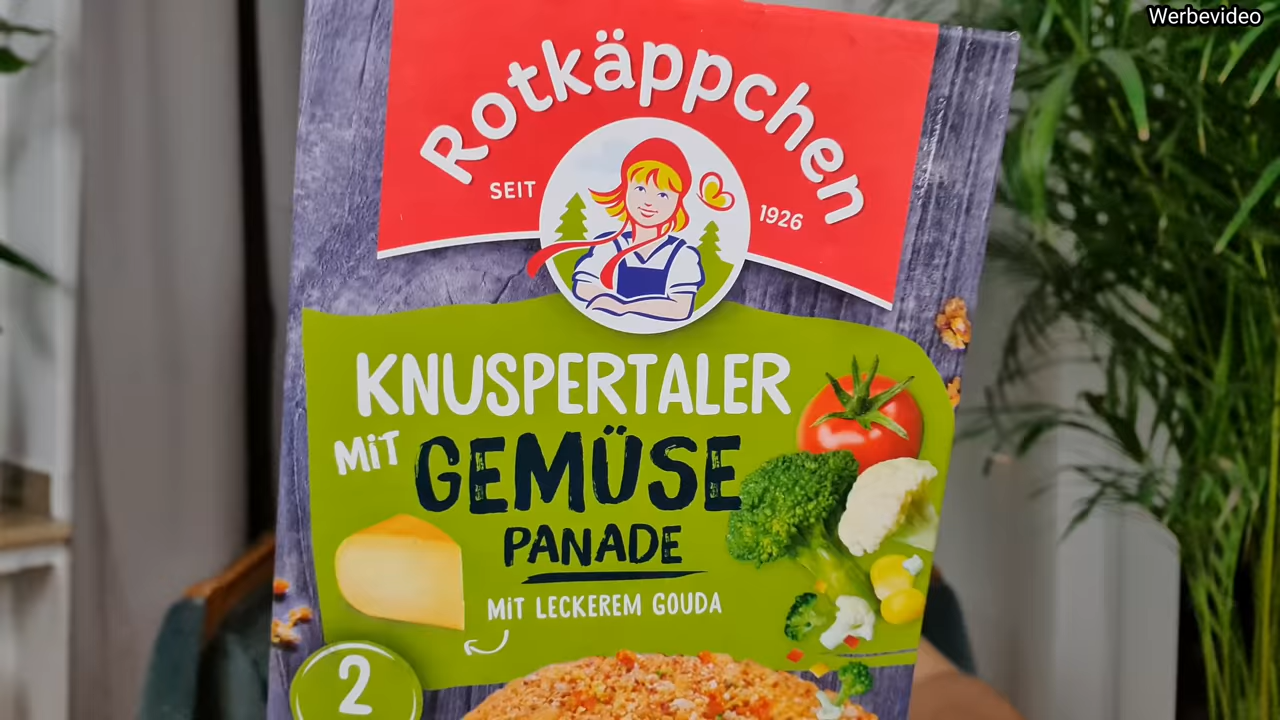 Werbevideo
Rotkäppchen
SEIT 1926
KNUSPERTALER
MIT GEMÜSE
PANADE
MIT LECKEREM GOUDA
2